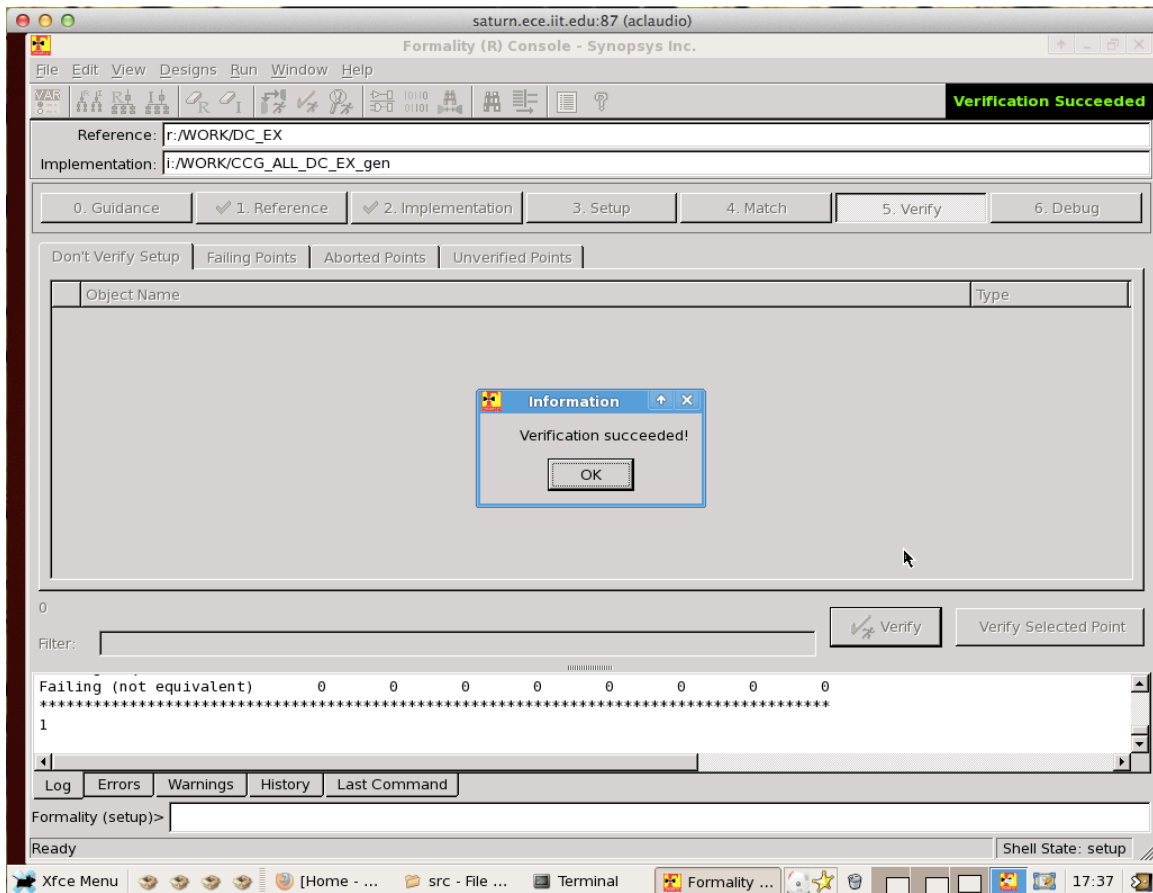 saturn.ece.iit.edu:87 (aclaudio)
Formality (R) Console - Synopsys Inc.
File Edit View Designs Run Window Help
Verification Succeeded
Reference: r:/WORK/DC_EX
Implementation: i:/WORK/CCG_ALL_DC_EX_gen
0. Guidance 1. Reference 2. Implementation 3. Setup 4. Match 5. Verify 6. Debug
Don't Verify Setup Failing Points Aborted Points Unverified Points
Object Name Type
Information
Verification succeeded!
OK
0
Filter: Verify Verify Selected Point
Failing (not equivalent) 0 0 0 0 0 0 0 0
****************************************************************************************
1
Log Errors Warnings History Last Command
Formality (setup)>
Ready Shell State: setup
Xfce Menu [Home - ... src - File ... Terminal Formality ... 17:37